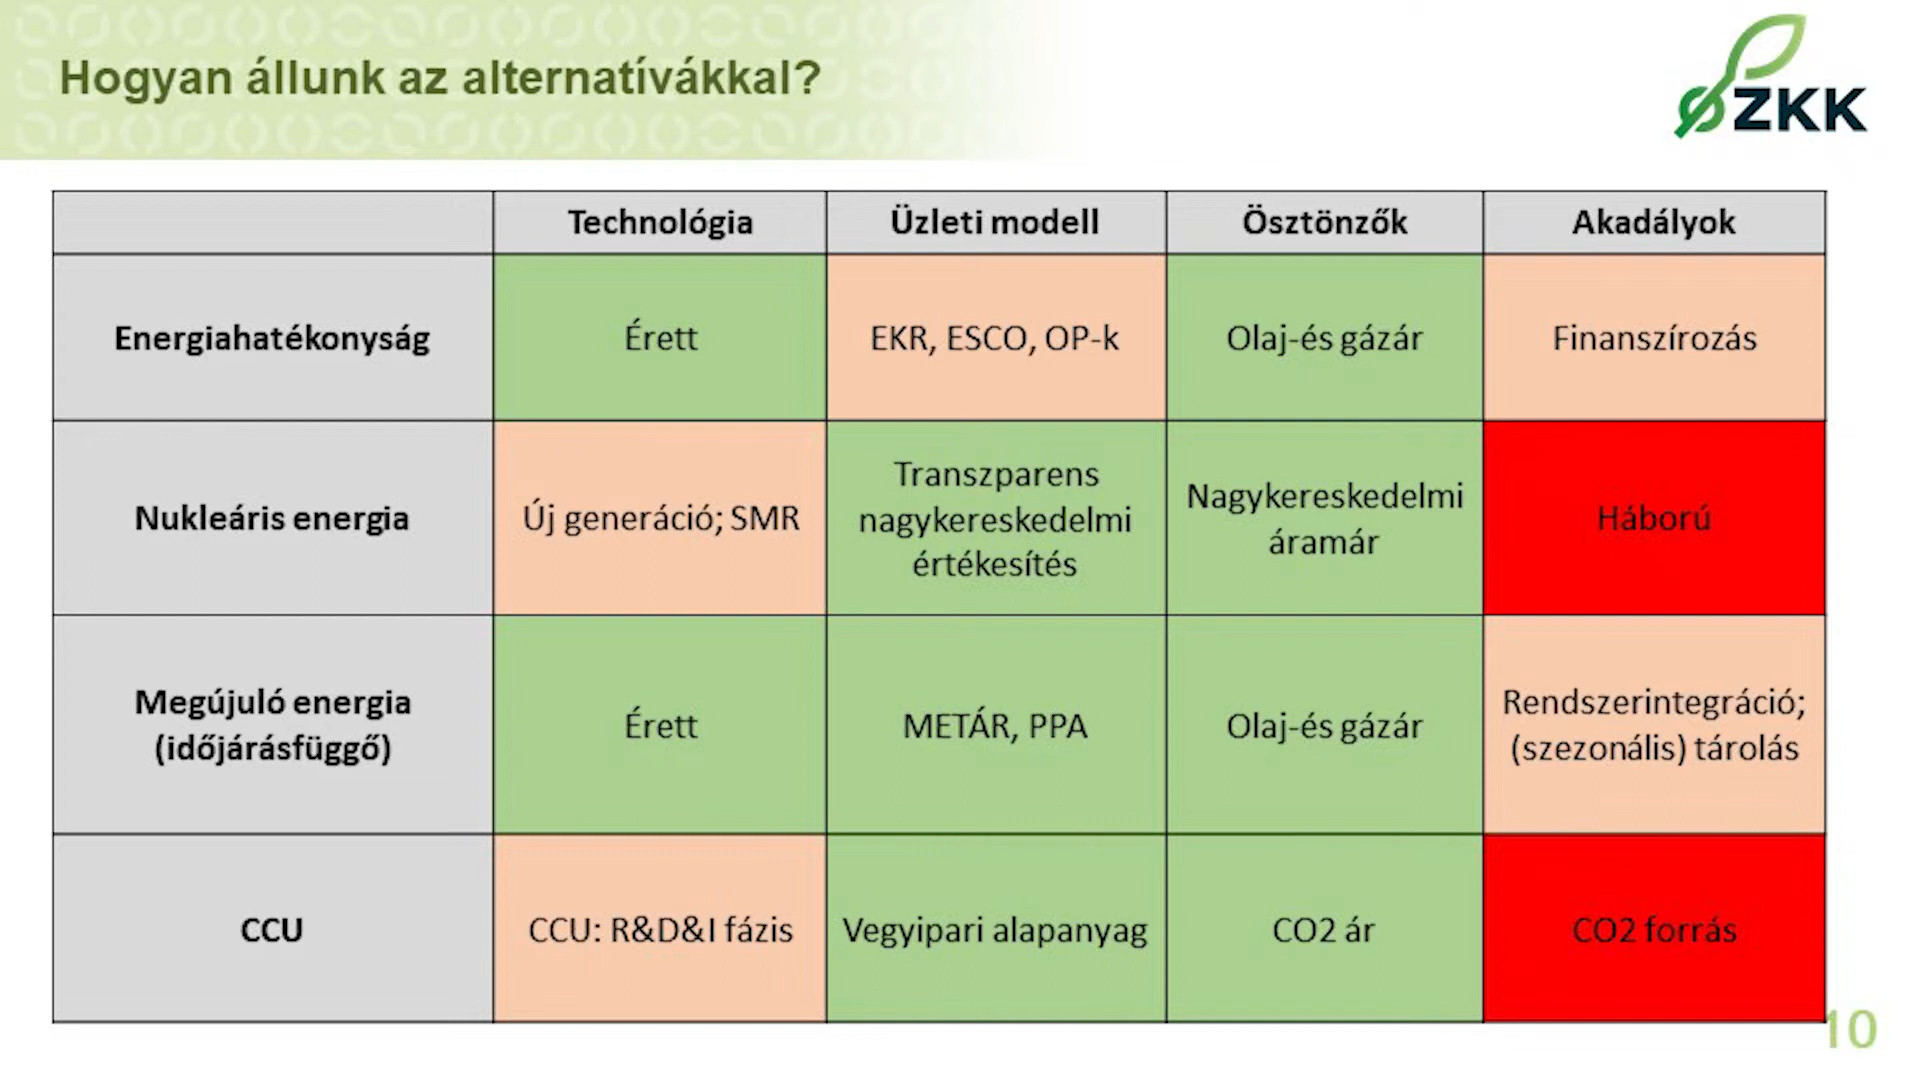 Hogyan állunk az alternatívákkal?
ZKK
Technológia
Üzleti modell
Ösztönzők
Akadályok
Energiahatékonyság
Érett
EKR, ESCO, OP-k
Olaj-és gázár
Finanszírozás
Nukleáris energia
Új generáció; SMR
Transzparens
nagykereskedelmi
értékesítés
Nagykereskedelmi
áramár
Háború
Megújuló energia
(időjárásfüggő)
Érett
METÁR, PPA
Olaj-és gázár
Rendszerintegráció;
(szezonális) tárolás
CCU
CCU: R&D&I fázis
Vegyipari alapanyag
CO2 ár
CO2 forrás
10